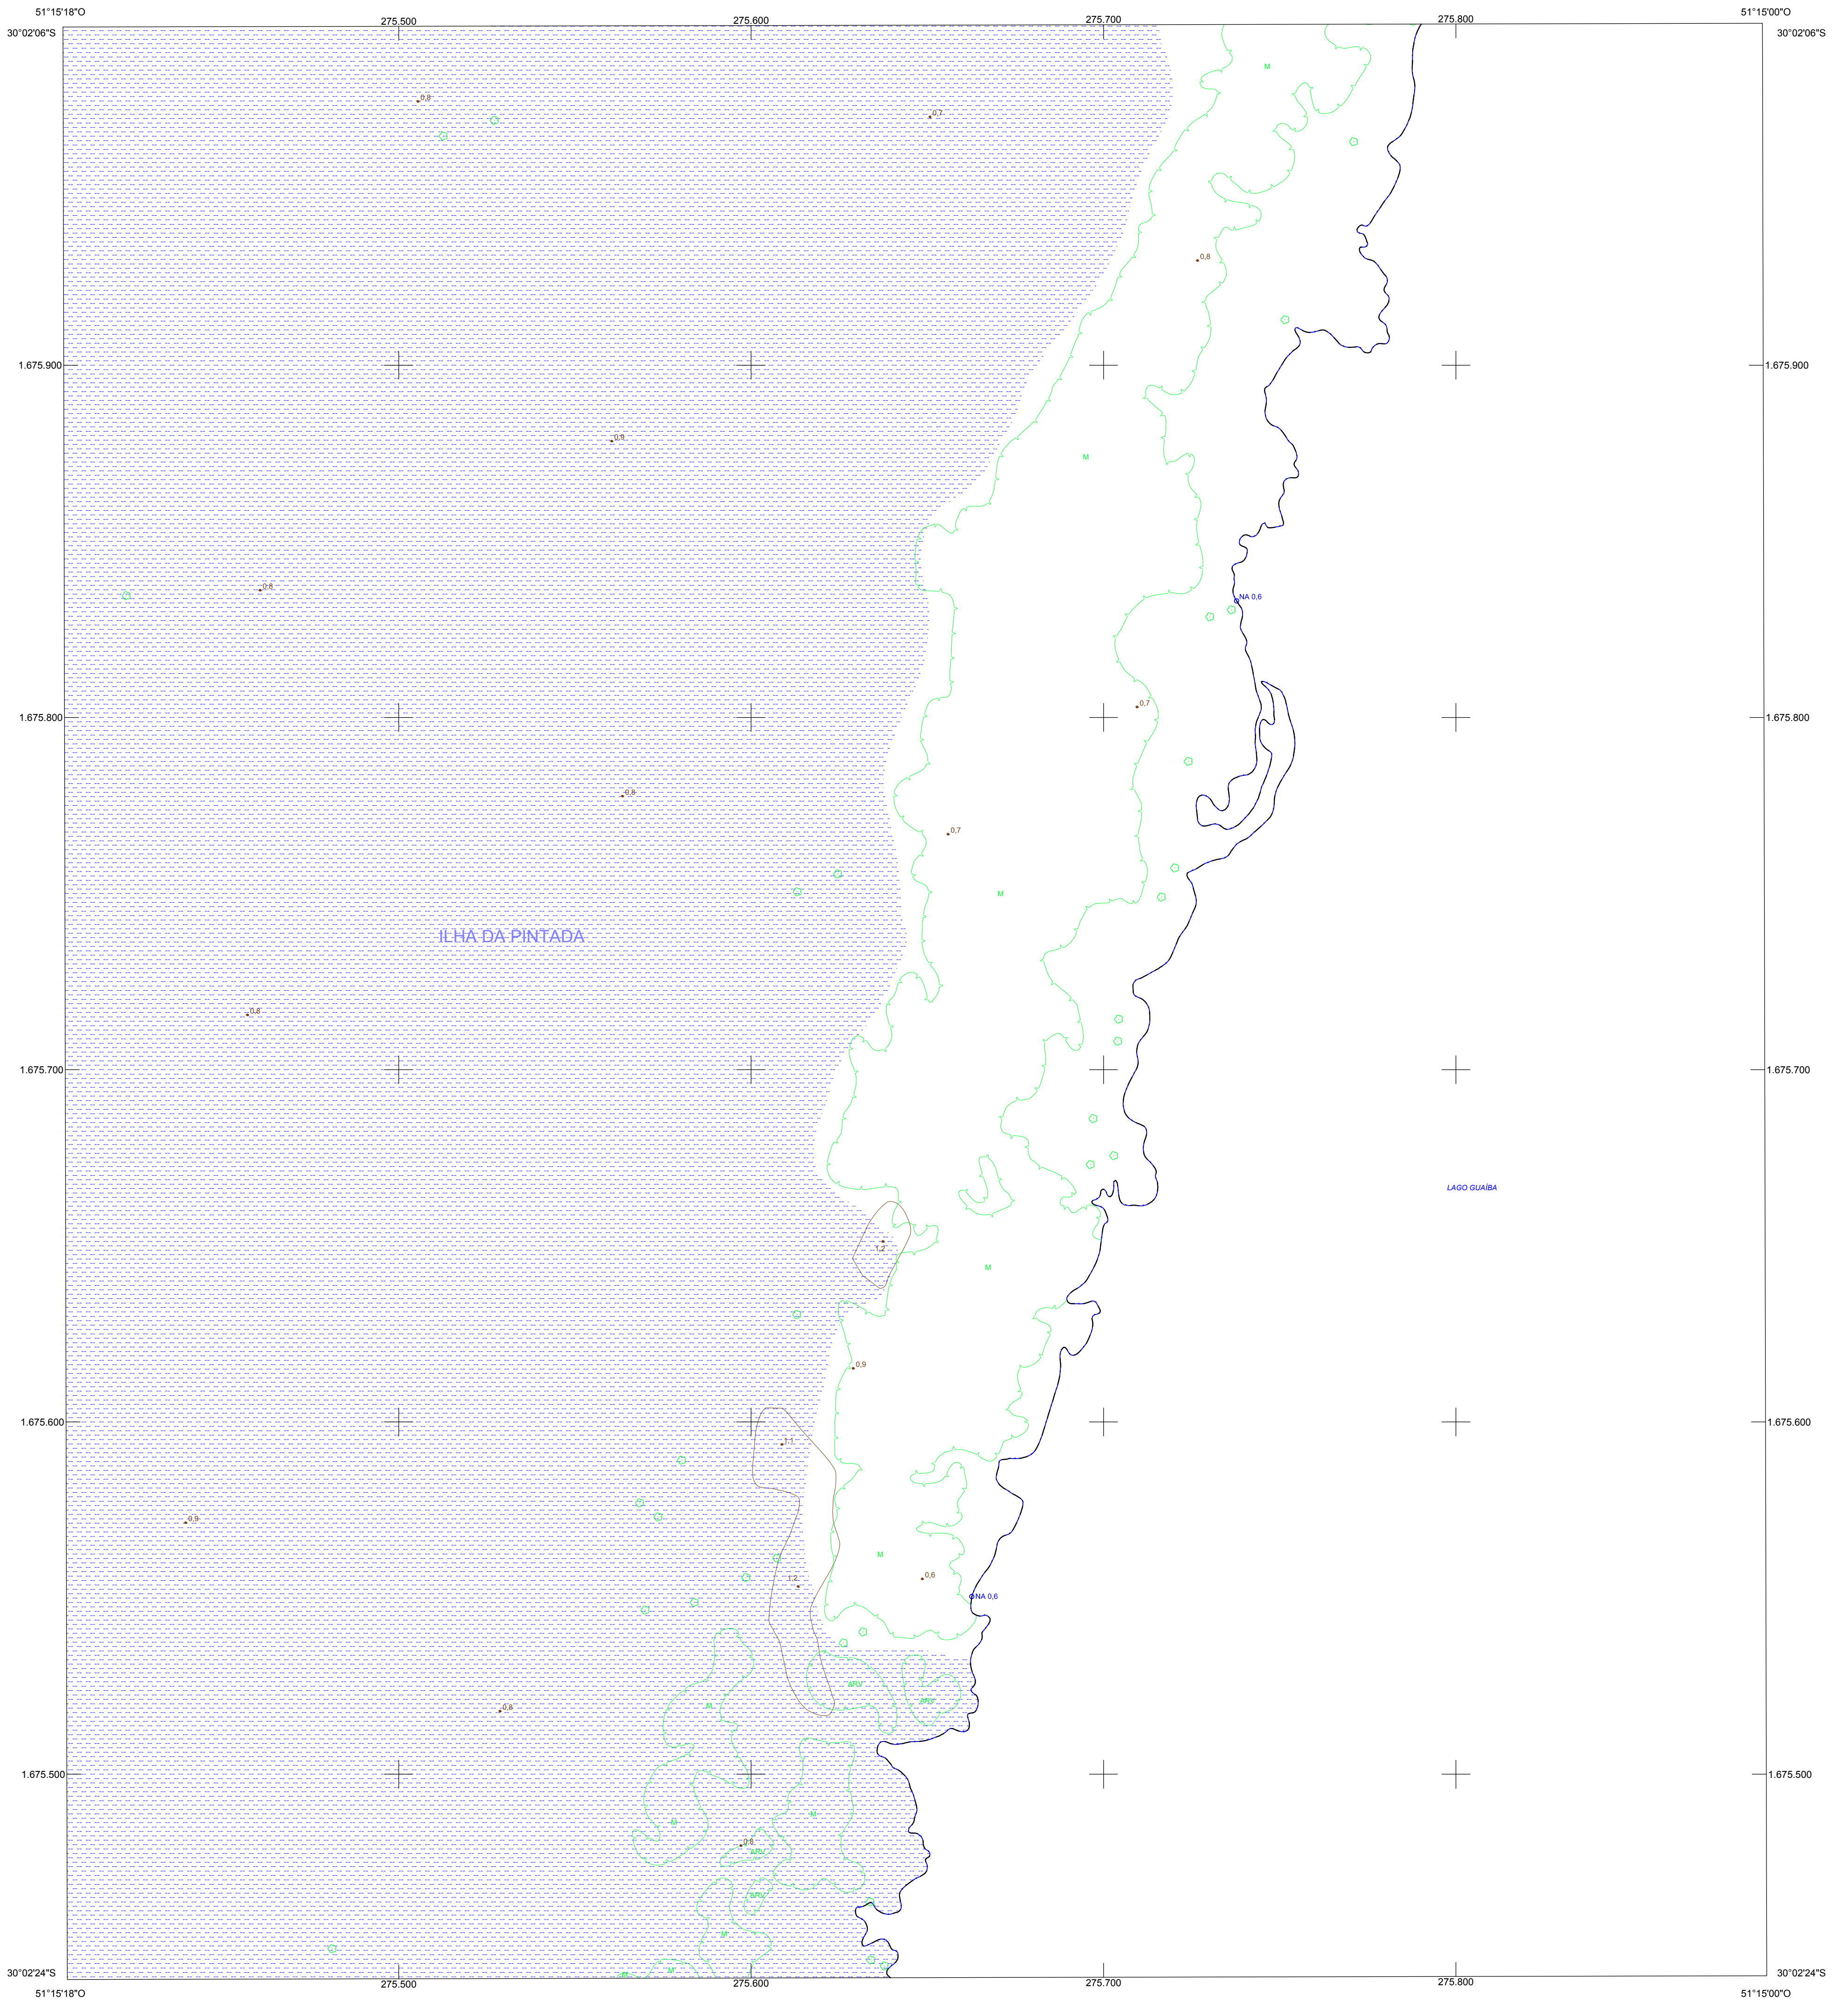 51°15'18"O
275.500
275.600
275.700
275.800
51°15'00"O
30°02'06"S
30°02'06"S
M
0,8
0,7
0,8
1.675.900
1.675.900
0,9
M
0,8
NA 0,6
0,7
1.675.800
1.675.800
0,8
0,7
M
ILHA DA PINTADA
0,8
1.675.700
1.675.700
LAGO GUAÍBA
1,2
M
0,9
1.675.600
1.675.600
1,1
0,9
M
0,6
1,2
NA 0,6
ARV
ARV
M
0,8
1.675.500
1.675.500
M
M
0,8
ARV
ARV
M
M
M
30°02'24"S
30°02'24"S
275.500
275.600
275.700
275.800
51°15'18"O
51°15'00"O